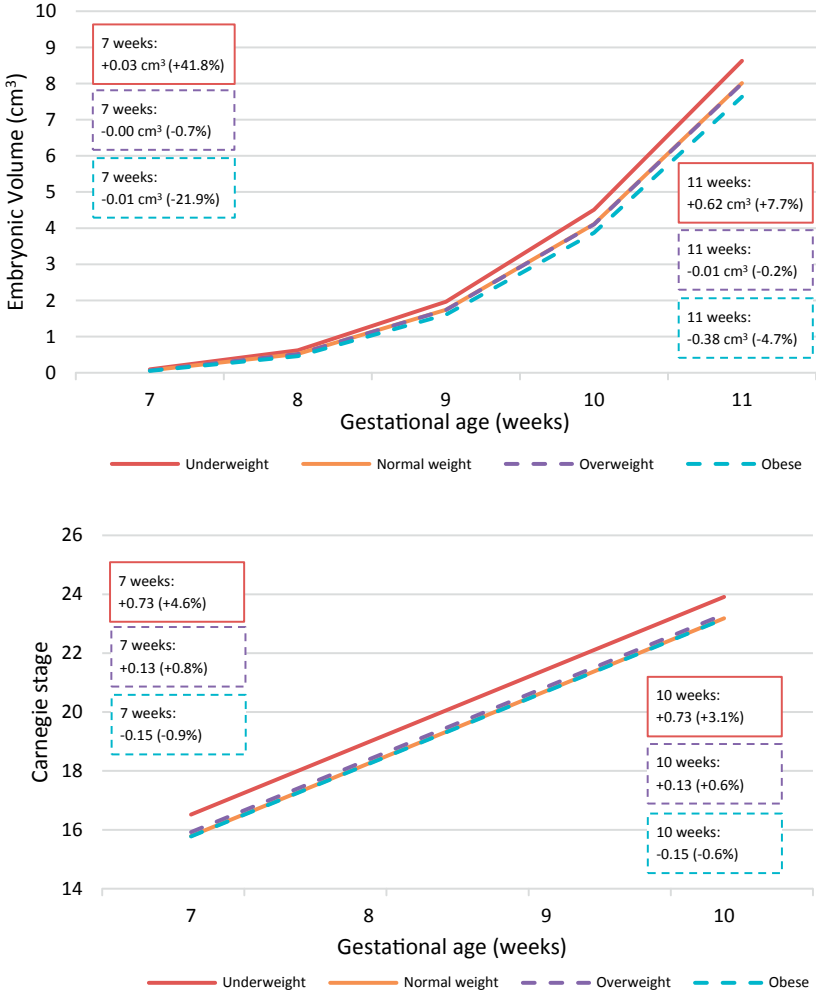 Embryonic Volume (cm³)
10
9
8
7
6
5
4
3
2
1
0
7 weeks:
+0.03 cm³ (+41.8%)
7 weeks:
-0.00 cm³ (-0.7%)
7 weeks:
-0.01 cm³ (-21.9%)
11 weeks:
+0.62 cm³ (+7.7%)
11 weeks:
-0.01 cm³ (-0.2%)
11 weeks:
-0.38 cm³ (-4.7%)
7 8 9 10 11
Gestational age (weeks)
Underweight Normal weight Overweight Obese
Carnegie stage
26
24
22
20
18
16
14
7 weeks:
+0.73 (+4.6%)
7 weeks:
+0.13 (+0.8%)
7 weeks:
-0.15 (-0.9%)
10 weeks:
+0.73 (+3.1%)
10 weeks:
+0.13 (+0.6%)
10 weeks:
-0.15 (-0.6%)
7 8 9 10
Gestational age (weeks)
Underweight Normal weight Overweight Obese